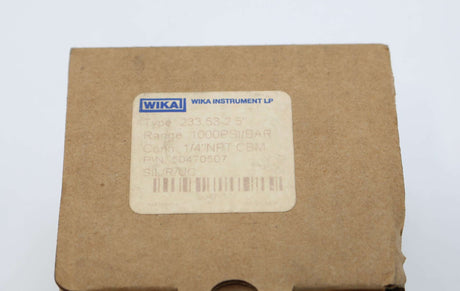 WIKA WIKA INSTRUMENT LP
Type 233.53 2.5"
Range 1000PSI/BAR
Conn. 1/4"NPT CBM
P/N 50470507